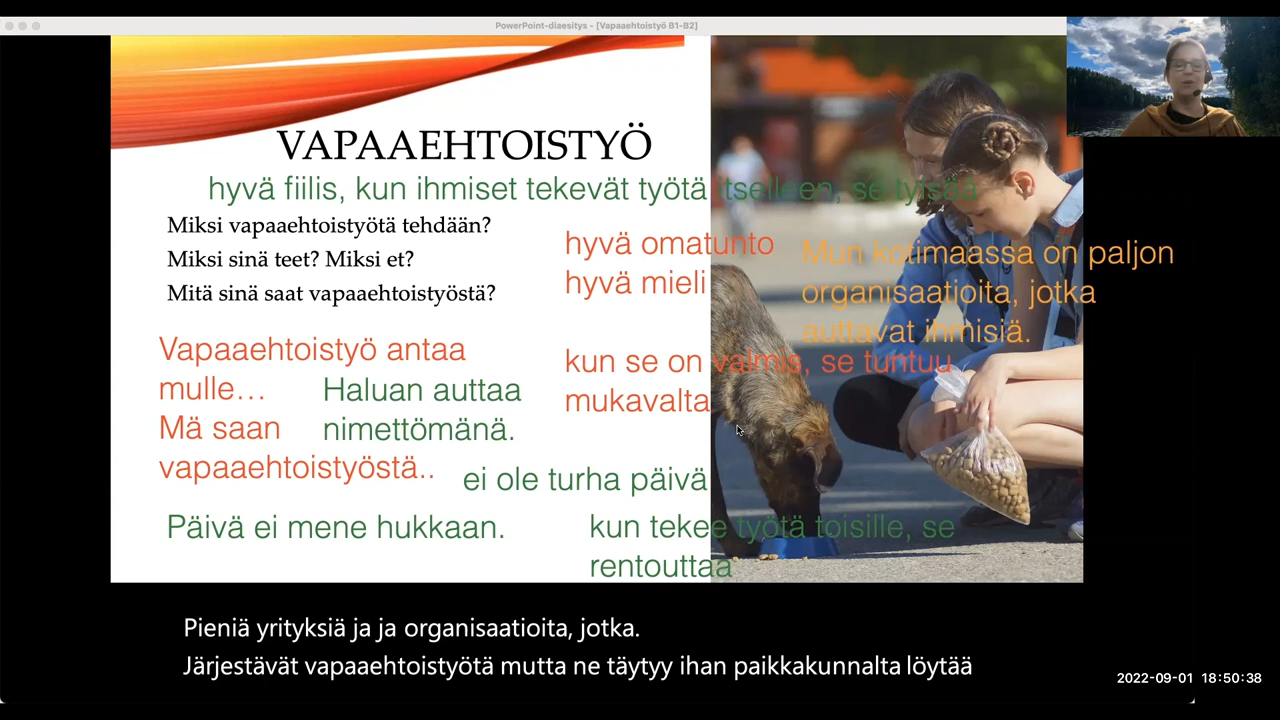 PowerPoint-diaesitys - [Vapaaehtoistyö B1-B2]
VAPAAEHTOISTYÖ
hyvä fiilis, kun ihmiset tekevät työtä itselleen, se
Miksi vapaaehtoistyötä tehdään?
Miksi sinä teet? Miksi et?
Mitä sinä saat vapaaehtoistyöstä?
hyvä omatunto
hyvä mieli
Mun kotimaassa on paljon
organisaatioita, jotka
auttavat ihmisiä.
kun se on valmis, se tuntuu
mukavalta
Vapaaehtoistyö antaa
mulle...
Mä saan
vapaaehtoistyöstä..
Haluan auttaa
nimettömänä.
ei ole turha päivä
Päivä ei mene hukkaan.
kun tekee työtä toisille, se
rentouttaa
Pieniä yrityksiä ja ja organisaatioita, jotka.
Järjestävät vapaaehtoistyötä mutta ne täytyy ihan paikkakunnalta löytää
2022-09-01 18:50:38